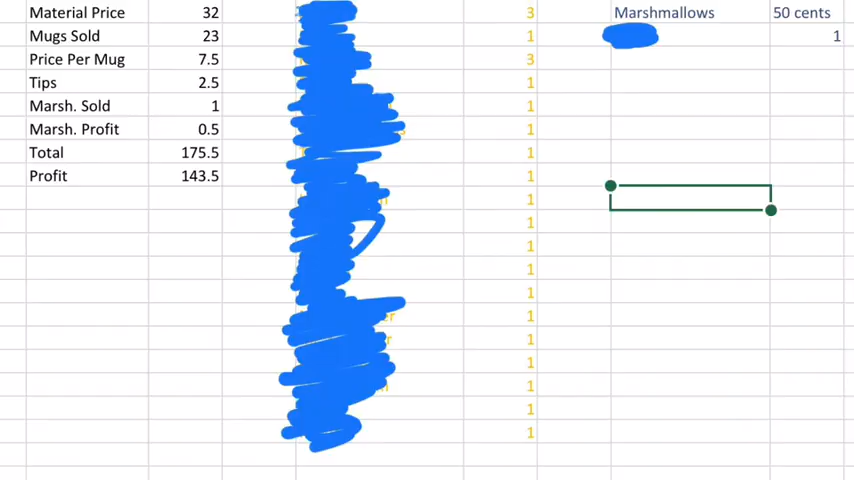 Material Price 32 3 Marshmallows 50 cents
Mugs Sold 23 1 1
Price Per Mug 7.5 3
Tips 2.5 1
Marsh. Sold 1 1
Marsh. Profit 0.5 1
Total 175.5 1
Profit 143.5 1
1
1
1
1
1
1
1
1
1
1
1